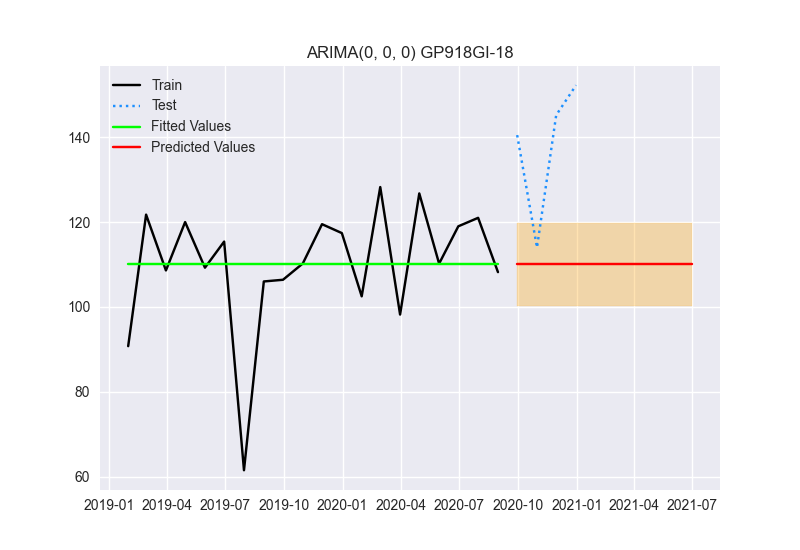 ARIMA(0, 0, 0) GP918GI-18
Train
Test
Fitted Values
Predicted Values
140
120
100
80
60
2019-01 2019-04 2019-07 2019-10 2020-01 2020-04 2020-07 2020-10 2021-01 2021-04 2021-07